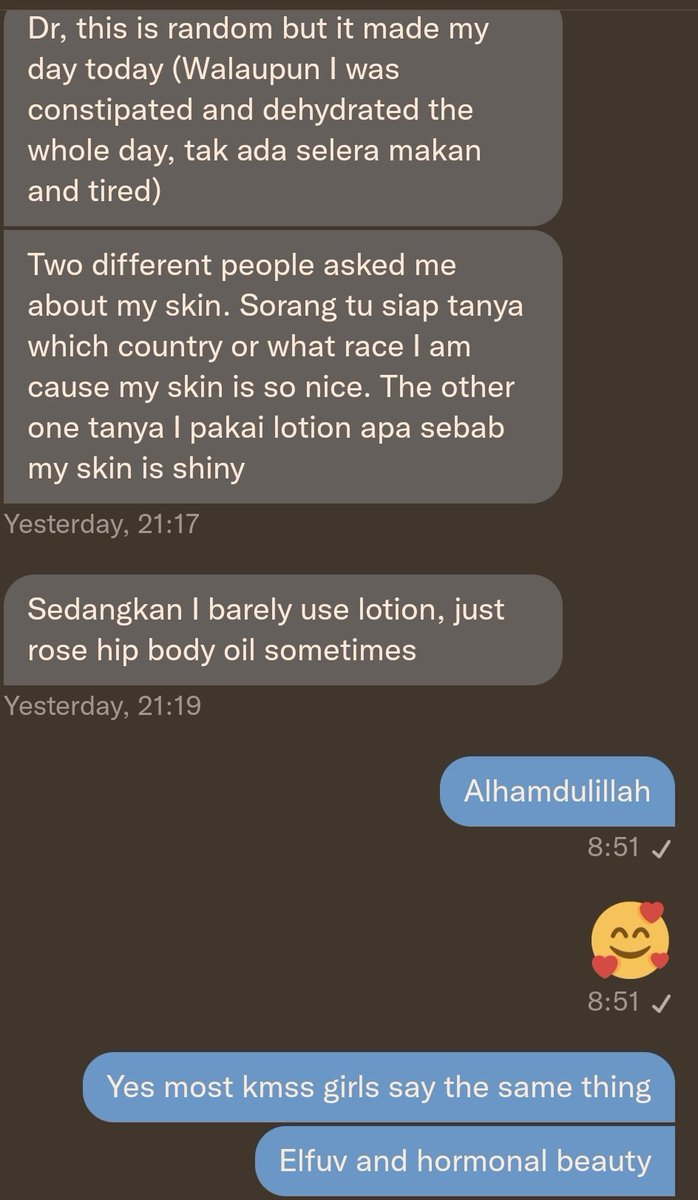 Dr, this is random but it made my
day today (Walaupun I was
constipated and dehydrated the
whole day, tak ada selera makan
and tired)
Two different people asked me
about my skin. Sorang tu siap tanya
which country or what race I am
cause my skin is so nice. The other
one tanya I pakai lotion apa sebab
my skin is shiny
Yesterday, 21:17
Sedangkan I barely use lotion, just
rose hip body oil sometimes
Yesterday, 21:19
Alhamdulillah
8:51
8:51
Yes most kmss girls say the same thing
Elfuv and hormonal beauty